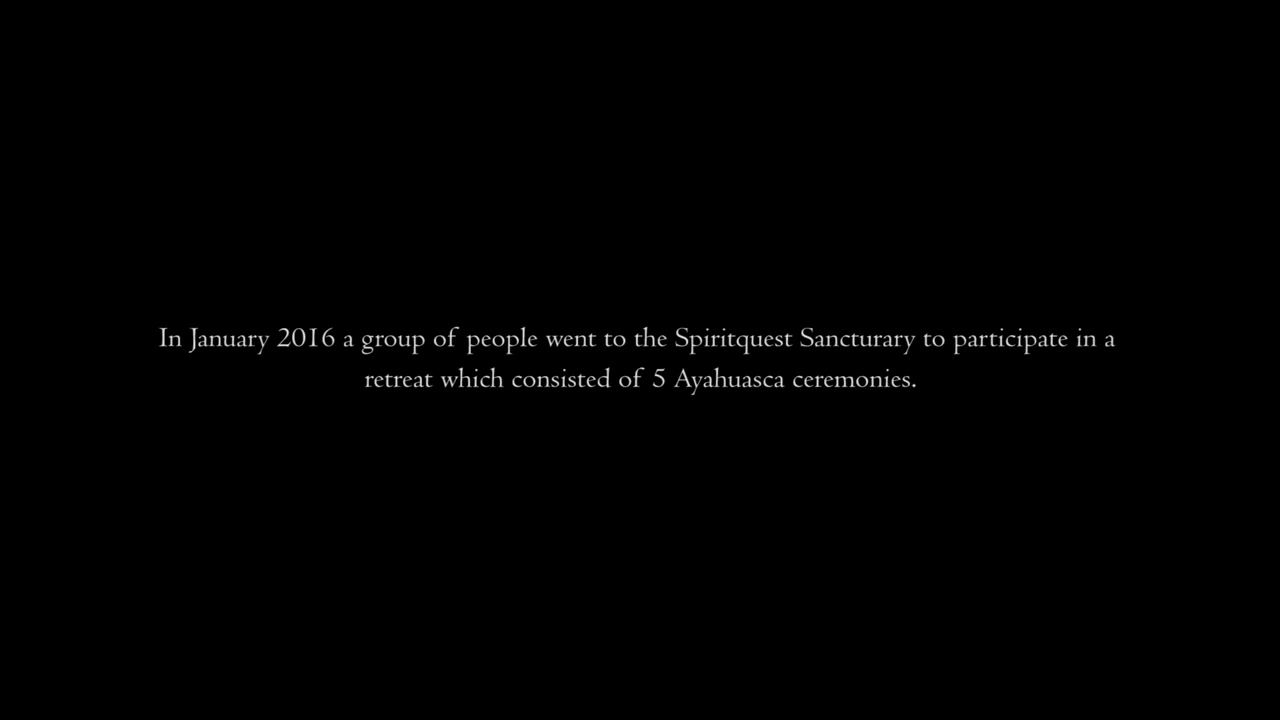 In January 2016 a group of people went to the Spiritquest Sancturary to participate in a
retreat which consisted of 5 Ayahuasca ceremonies.